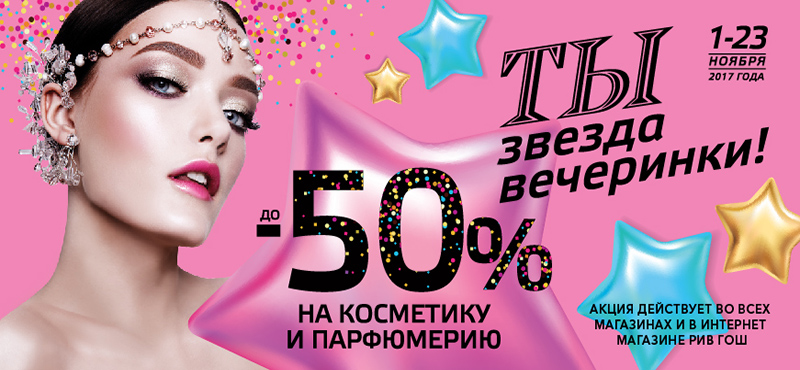 ТЫ
звезда
вечеринки!
1-23
НОЯБРЯ
2017 ГОДА
ДО
-50%
НА КОСМЕТИКУ
И ПАРФЮМЕРИЮ
АКЦИЯ ДЕЙСТВУЕТ ВО ВСЕХ
МАГАЗИНАХ И В ИНТЕРНЕТ
МАГАЗИНЕ РИВ ГОШ